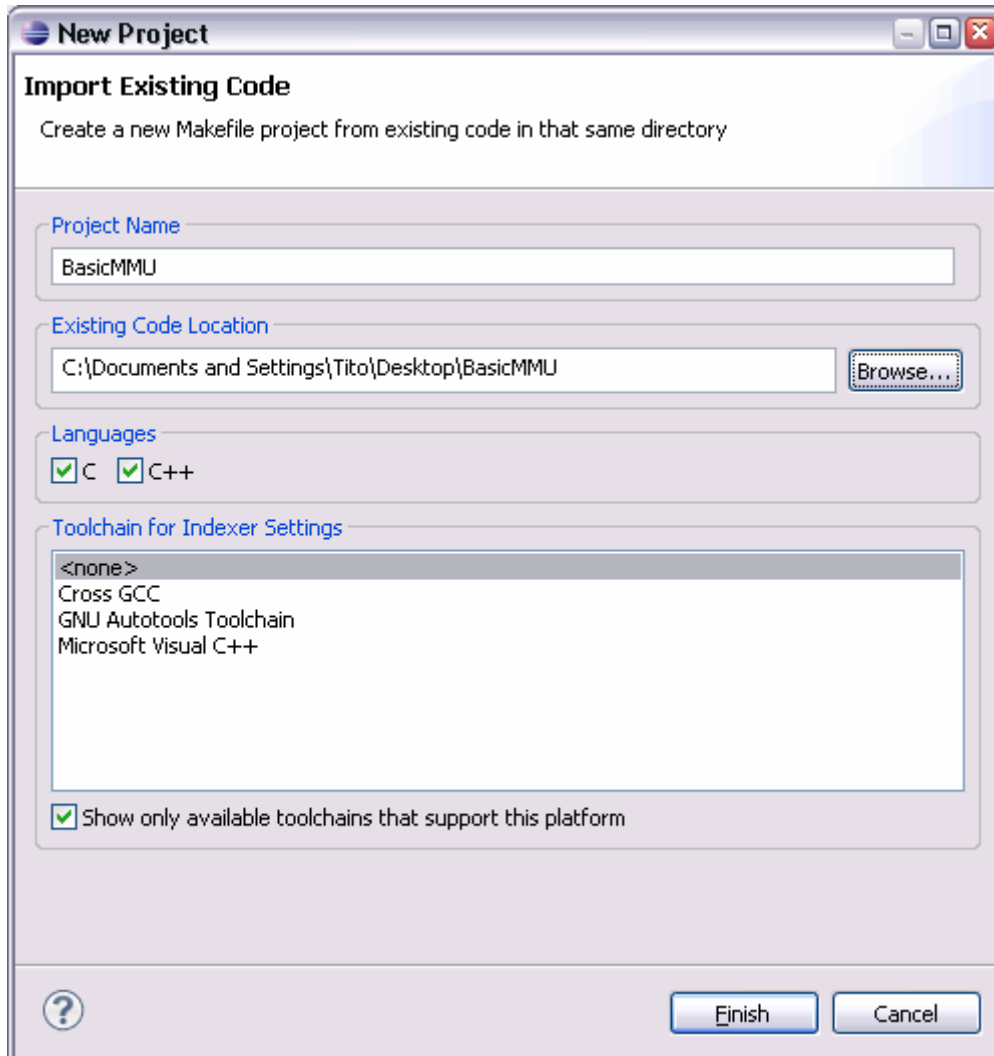 New Project
Import Existing Code
Create a new Makefile project from existing code in that same directory
Project Name
BasicMMU
Existing Code Location
C:\Documents and Settings\Tito\Desktop\BasicMMU
Browse...
Languages
C C++
Toolchain for Indexer Settings
<none>
Cross GCC
GNU Autotools Toolchain
Microsoft Visual C++
Show only available toolchains that support this platform
? Finish Cancel